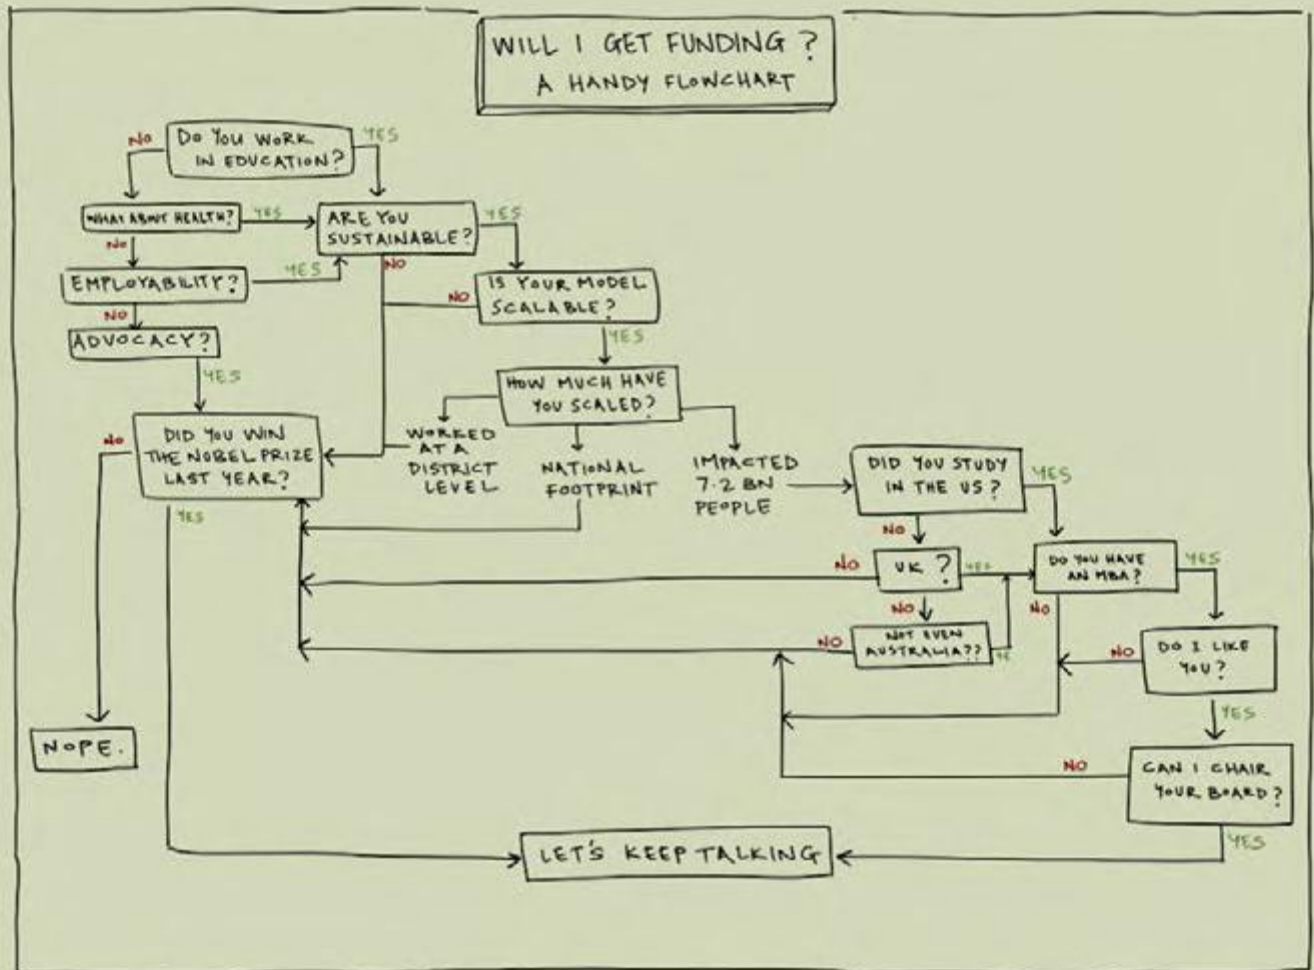 WILL I GET FUNDING?
A HANDY FLOWCHART
DO YOU WORK
IN EDUCATION?
NO
YES
WHAT ABOUT HEALTH?
YES
NO
ARE YOU
SUSTAINABLE?
YES
NO
EMPLOYABILITY?
YES
NO
IS YOUR MODEL
SCALABLE?
NO
YES
ADVOCACY?
YES
HOW MUCH HAVE
YOU SCALED?
DID YOU WIN
THE NOBEL PRIZE
LAST YEAR?
NO
YES
WORKED
AT A
DISTRICT
LEVEL
NATIONAL
FOOTPRINT
IMPACTED
7.2 BN
PEOPLE
DID YOU STUDY
IN THE US?
YES
NO
UK?
NO
YES
NO
DO YOU HAVE
AN MBA?
YES
NO
NOT EVEN
AUSTRALIA??
NO
YE
DO I LIKE
YOU?
NO
YES
NOPE.
CAN I CHAIR
YOUR BOARD?
NO
YES
LET'S KEEP TALKING